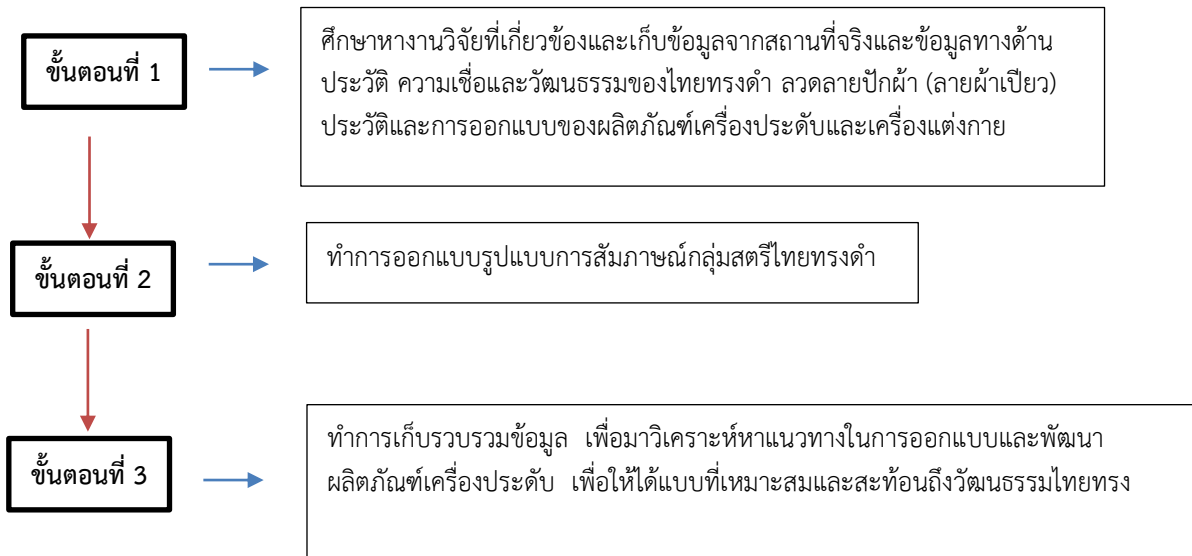 ขั้นตอนที่ 1
ศึกษาหางานวิจัยที่เกี่ยวข้องและเก็บข้อมูลจากสถานที่จริงและข้อมูลทางด้าน
ประวัติ ความเชื่อและวัฒนธรรมของไทยทรงดำ ลวดลายปักผ้า (ลายผ้าเปียว)
ประวัติและการออกแบบของผลิตภัณฑ์เครื่องประดับและเครื่องแต่งกาย
ขั้นตอนที่ 2
ทำการออกแบบรูปแบบการสัมภาษณ์กลุ่มสตรีไทยทรงดำ
ขั้นตอนที่ 3
ทำการเก็บรวบรวมข้อมูล เพื่อมาวิเคราะห์หาแนวทางในการออกแบบและพัฒนา
ผลิตภัณฑ์เครื่องประดับ เพื่อให้ได้แบบที่เหมาะสมและสะท้อนถึงวัฒนธรรมไทยทรง